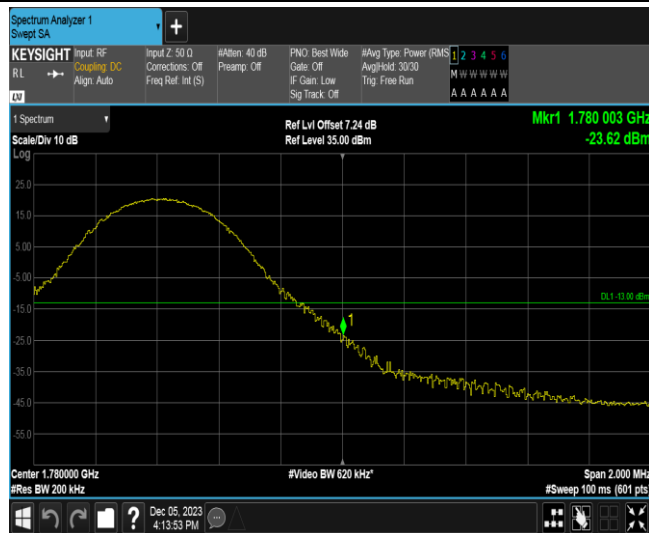 Spectrum Analyzer 1
Swept SA
+
KEYSIGHT
RL
LXI
Input: RF
Coupling: DC
Align: Auto
Input Z: 50 Ω
Corrections: Off
Freq Ref: Int (S)
#Atten: 40 dB
Preamp: Off
PNO: Best Wide
Gate: Off
IF Gain: Low
Sig Track: Off
#Avg Type: Power (RMS
Avg|Hold: 30/30
Trig: Free Run
1 2 3 4 5 6
M W W W W W
A A A A A A
1 Spectrum
Scale/Div 10 dB
Log
Ref Lvl Offset 7.24 dB
Ref Level 35.00 dBm
Mkr1 1.780 003 GHz
-23.62 dBm
25.0
15.0
5.00
-5.00
-15.0
-25.0
-35.0
-45.0
-55.0
DL1 -13.00 dBm
1
Center 1.780000 GHz
#Res BW 200 kHz
#Video BW 620 kHz*
Span 2.000 MHz
#Sweep 100 ms (601 pts)
?
Dec 05, 2023
4:13:53 PM